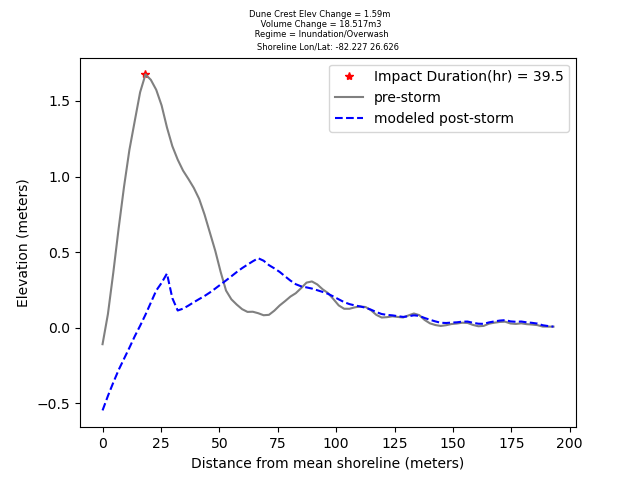 Dune Crest Elev Change = 1.59m
Volume Change = 18.517m3
Regime = Inundation/Overwash
Shoreline Lon/Lat: -82.227 26.626
Impact Duration(hr) = 39.5
pre-storm
modeled post-storm
Elevation (meters)
1.5
1.0
0.5
0.0
−0.5
0 25 50 75 100 125 150 175 200
Distance from mean shoreline (meters)